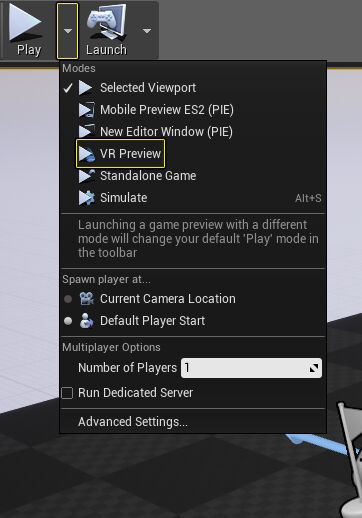 Play
Launch
Modes
Selected Viewport
Mobile Preview ES2 (PIE)
New Editor Window (PIE)
VR Preview
Standalone Game
Simulate Alt+S
Launching a game preview with a different
mode will change your default 'Play' mode in
the toolbar
Spawn player at...
Current Camera Location
Default Player Start
Multiplayer Options
Number of Players 1
Run Dedicated Server
Advanced Settings...